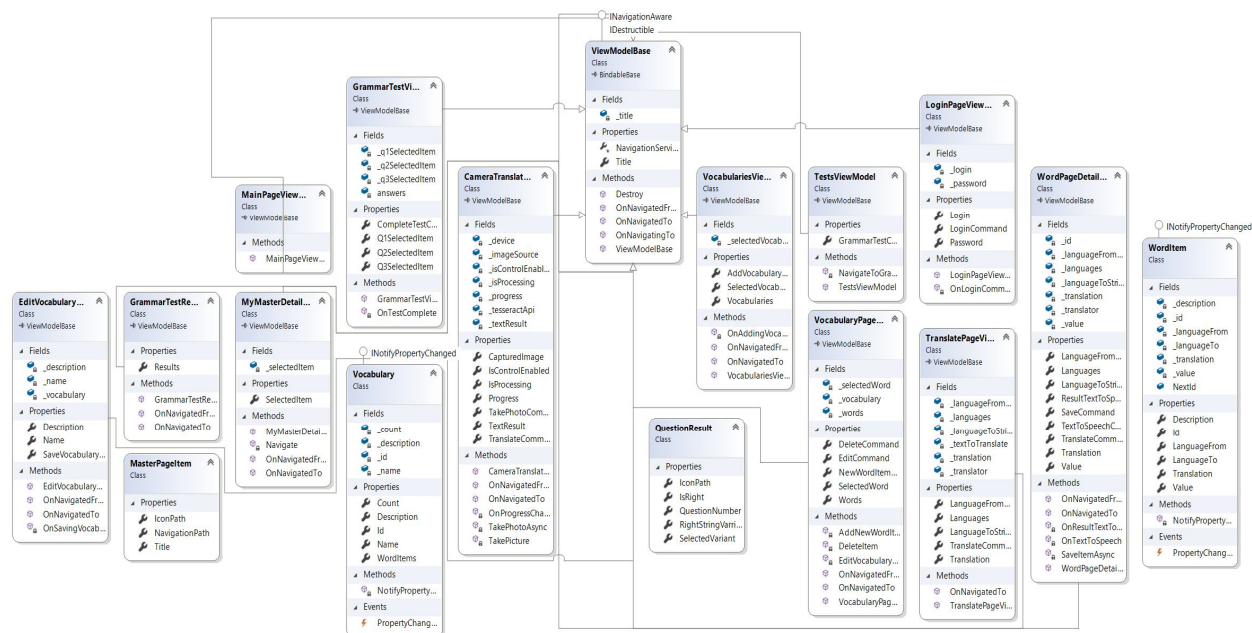 INavigationAware
IDestructible
ViewModelBase
Class
BindableBase
Fields
_title
Properties
NavigationServi...
Title
Methods
Destroy
OnNavigatedFr...
OnNavigatedTo
OnNavigatingTo
ViewModelBase
GrammarTestVi...
Class
ViewModelBase
Fields
_q1SelectedItem
_q2SelectedItem
_q3SelectedItem
answers
Properties
CompleteTestC...
Q1SelectedItem
Q2SelectedItem
Q3SelectedItem
Methods
GrammarTestVi...
OnTestComplete
LoginPageView...
Class
ViewModelBase
Fields
_login
_password
Properties
Login
LoginCommand
Password
Methods
LoginPageView...
OnLoginComm...
MainPageView...
Class
ViewModelBase
Methods
MainPageView...
CameraTranslat...
Class
ViewModelBase
Fields
_device
_imageSource
_isControlEnabl...
_isProcessing
_progress
_tesseractApi
_textResult
Properties
CapturedImage
IsControlEnabled
IsProcessing
Progress
TakePhotoCom...
TextResult
TranslateComm...
Methods
CameraTranslat...
OnNavigatedFr...
OnNavigatedTo
OnProgressCha...
TakePhotoAsync
TakePicture
VocabulariesVie...
Class
ViewModelBase
Fields
_selectedVocab...
Properties
AddVocabulary...
SelectedVocab...
Vocabularies
Methods
OnAddingVoca...
OnNavigatedFr...
OnNavigatedTo
VocabulariesVie...
TestsViewModel
Class
ViewModelBase
Properties
GrammarTestC...
Methods
NavigateToGra...
TestsViewModel
WordPageDetail...
Class
ViewModelBase
Fields
_id
_languageFrom...
_languages
_languageToStri...
_translation
_translator
_value
Properties
LanguageFrom...
Languages
LanguageToStri...
ResultTextToSp...
SaveCommand
TextToSpeechC...
TranslateComm...
Translation
Value
Methods
OnNavigatedFr...
OnNavigatedTo
OnResultTextTo...
OnTextToSpeech
SaveItemAsync
WordPageDetai...
INotifyPropertyChanged
WordItem
Class
Fields
_description
_id
_languageFrom
_languageTo
_translation
_value
NextId
Properties
Description
Id
LanguageFrom
LanguageTo
Translation
Value
Methods
NotifyProperty...
Events
PropertyChang...
EditVocabulary...
Class
ViewModelBase
Fields
_description
_name
_vocabulary
Properties
Description
Name
SaveVocabulary...
Methods
EditVocabulary...
OnNavigatedFr...
OnNavigatedTo
OnSavingVocab...
GrammarTestRe...
Class
ViewModelBase
Properties
Results
Methods
GrammarTestRe...
OnNavigatedFr...
OnNavigatedTo
MyMasterDetail...
Class
ViewModelBase
Fields
_selectedItem
Properties
SelectedItem
Methods
MyMasterDetai...
Navigate
OnNavigatedFr...
OnNavigatedTo
MasterPageItem
Class
Properties
IconPath
NavigationPath
Title
INotifyPropertyChanged
Vocabulary
Class
Fields
_count
_description
_id
_name
Properties
Count
Description
Id
Name
WordItems
Methods
NotifyProperty...
Events
PropertyChang...
QuestionResult
Class
Properties
IconPath
IsRight
QuestionNumber
RightStringVarri...
SelectedVariant
VocabularyPage...
Class
ViewModelBase
Fields
_selectedWord
_vocabulary
_words
Properties
DeleteCommand
EditCommand
NewWordItem...
SelectedWord
Words
Methods
AddNewWordIt...
DeleteItem
EditVocabulary...
OnNavigatedFr...
OnNavigatedTo
VocabularyPag...
TranslatePageVi...
Class
ViewModelBase
Fields
_languageFrom...
_languages
_languageToStri...
_textToTranslate
_translation
_translator
Properties
LanguageFrom...
Languages
LanguageToStri...
TranslateComm...
Translation
Methods
OnNavigatedTo
TranslatePageVi...